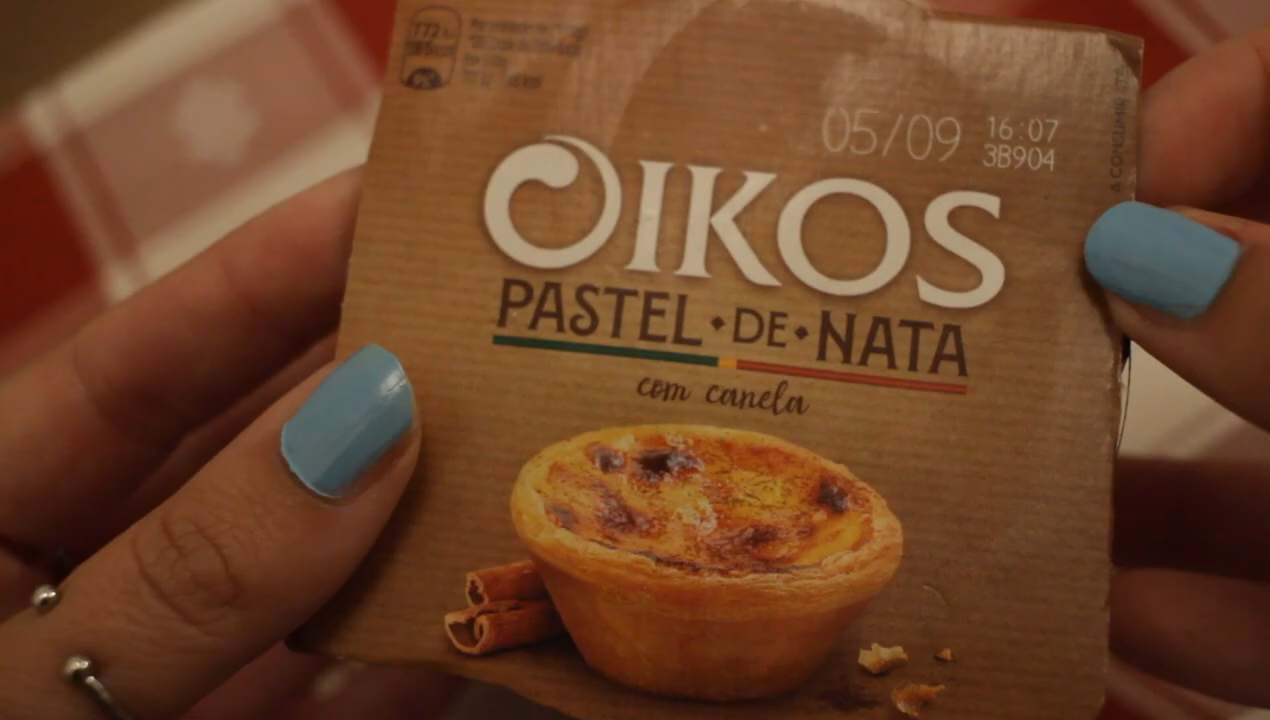 05/09
16:07
3B904
OIKOS
PASTEL • DE • NATA
com canela